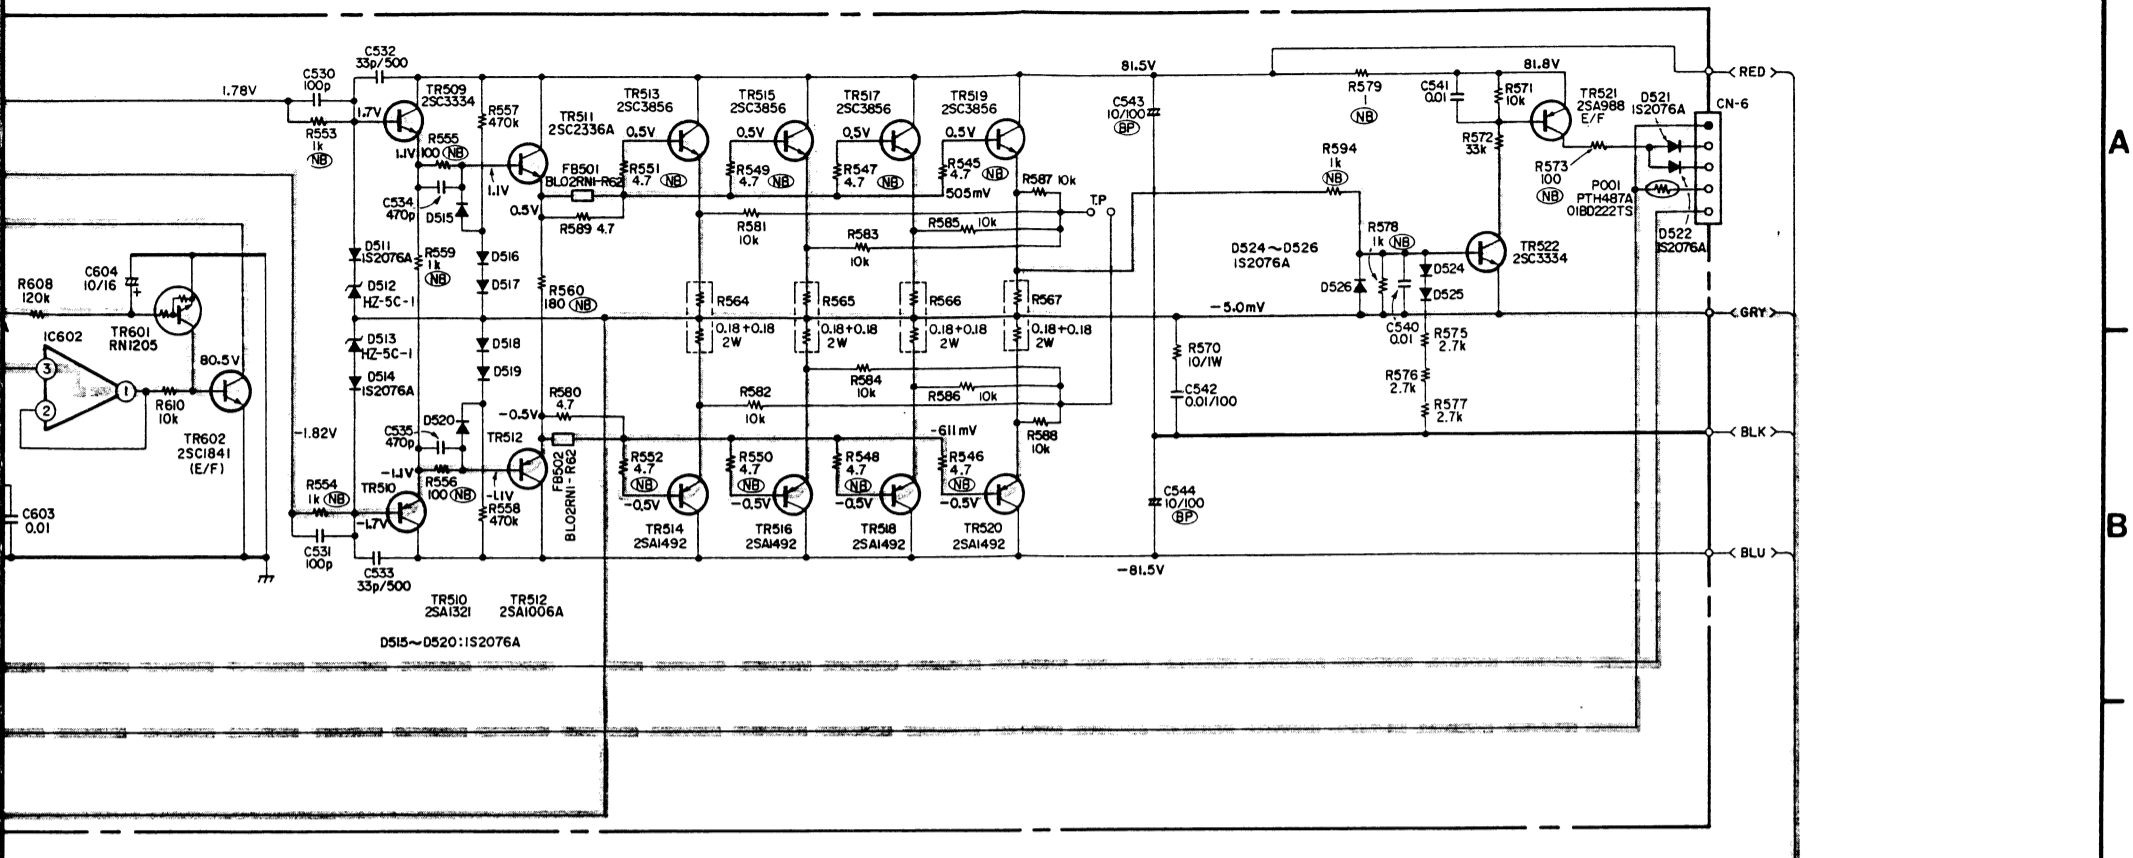 C532
33p/500
C530
100p
1.78V
R553
1k
NB
1.7V
TR509
2SC3334
R557
470k
R555
100
NB
1.1V
1.1V
C534
470p
D515
TR511
2SC2336A
FB501
BL02RN1-R62
0.5V
R589 4.7
TR513
2SC3856
0.5V
R551
4.7
NB
TR515
2SC3856
0.5V
R549
4.7
NB
TR517
2SC3856
0.5V
R547
4.7
NB
TR519
2SC3856
0.5V
R545
4.7
NB
505mV
R587 10k
T.P
R581
10k
R583
10k
R585
10k
81.5V
C543
10/100
BP
R579
1
NB
C541
0.01
81.8V
R571
10k
R572
33k
TR521
2SA988
E/F
D521
1S2076A
CN-6
RED
R573
100
NB
P001
PTH487A
01BD222TS
D522
1S2076A
R594
1k
NB
D524~D526
1S2076A
R578
1k
NB
D524
D525
D526
C540
0.01
TR522
2SC3334
R575
2.7k
R576
2.7k
R577
2.7k
GRY
BLK
BLU
A
B
D511
1S2076A
D512
HZ-5C-1
R559
1k
NB
D516
D517
R560
180
NB
R564
0.18+0.18
2W
R565
0.18+0.18
2W
R566
0.18+0.18
2W
R567
0.18+0.18
2W
-5.0mV
R570
10/1W
C542
0.01/100
R608
120k
C604
10/16
+
TR601
RN1205
IC602
3
2
1
80.5V
R610
10k
TR602
2SC1841
(E/F)
C603
0.01
D513
HZ-5C-1
D514
1S2076A
D518
D519
D520
-1.82V
C535
470p
-1.1V
R556
100
NB
TR512
-1.1V
R558
470k
R554
1k
NB
TR510
-1.7V
C531
100p
C533
33p/500
-0.5V
R580
4.7
FB502
BL02RN1-R62
R582
10k
R584
10k
R586
10k
R588
10k
-611mV
R552
4.7
NB
-0.5V
R550
4.7
NB
-0.5V
R548
4.7
NB
-0.5V
R546
4.7
NB
-0.5V
TR514
2SA1492
TR516
2SA1492
TR518
2SA1492
TR520
2SA1492
C544
10/100
BP
-81.5V
TR510
2SA1321
TR512
2SA1006A
D515~D520:1S2076A